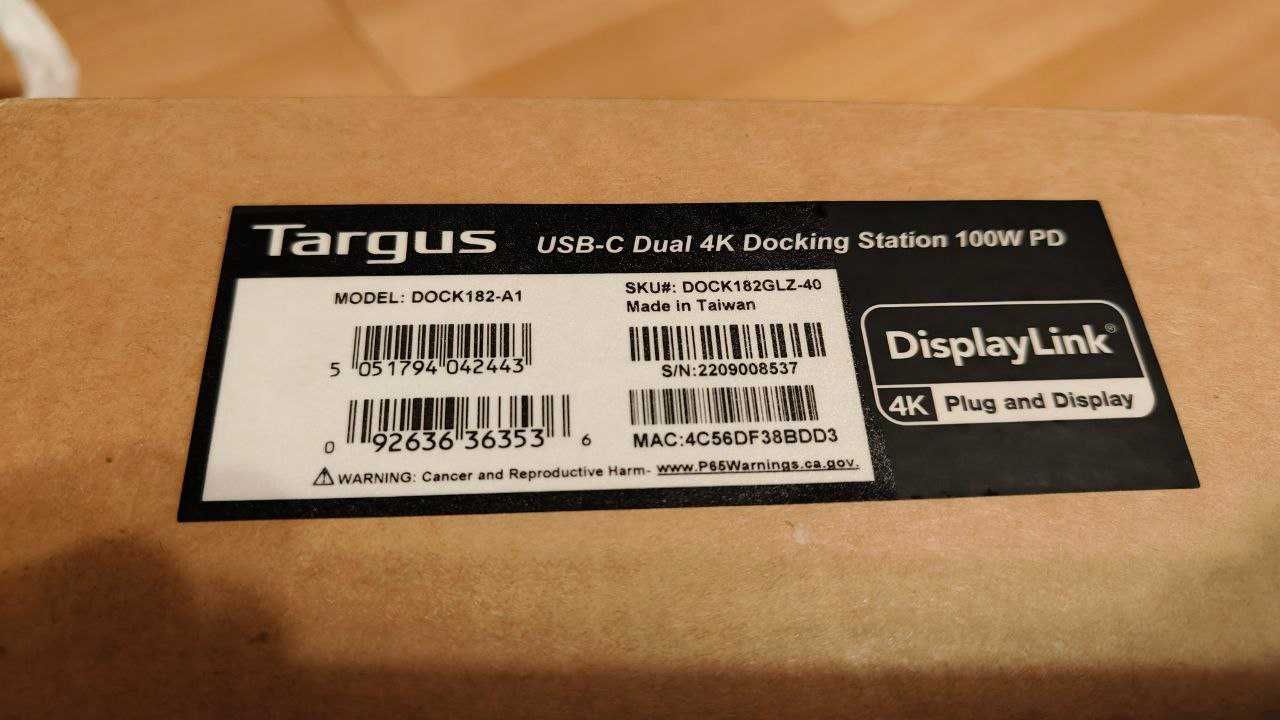 Targus USB-C Dual 4K Docking Station 100W PD
MODEL: DOCK182-A1
5 051794 042443
0 92636 36353 6
SKU#: DOCK182GLZ-40
Made in Taiwan
S/N:2209008537
MAC:4C56DF38BDD3
⚠ WARNING: Cancer and Reproductive Harm- www.P65Warnings.ca.gov.
DisplayLink®
4K Plug and Display